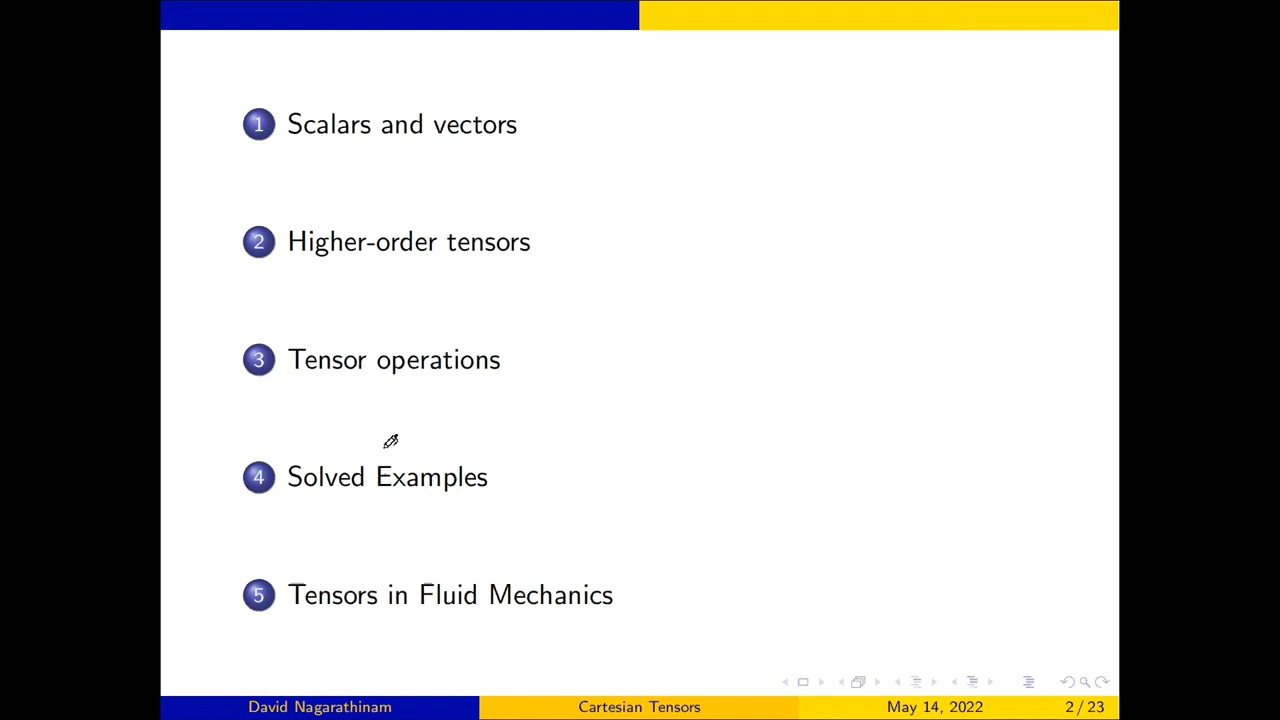 1 Scalars and vectors
2 Higher-order tensors
3 Tensor operations
4 Solved Examples
5 Tensors in Fluid Mechanics
David Nagarathinam Cartesian Tensors May 14, 2022 2 / 23